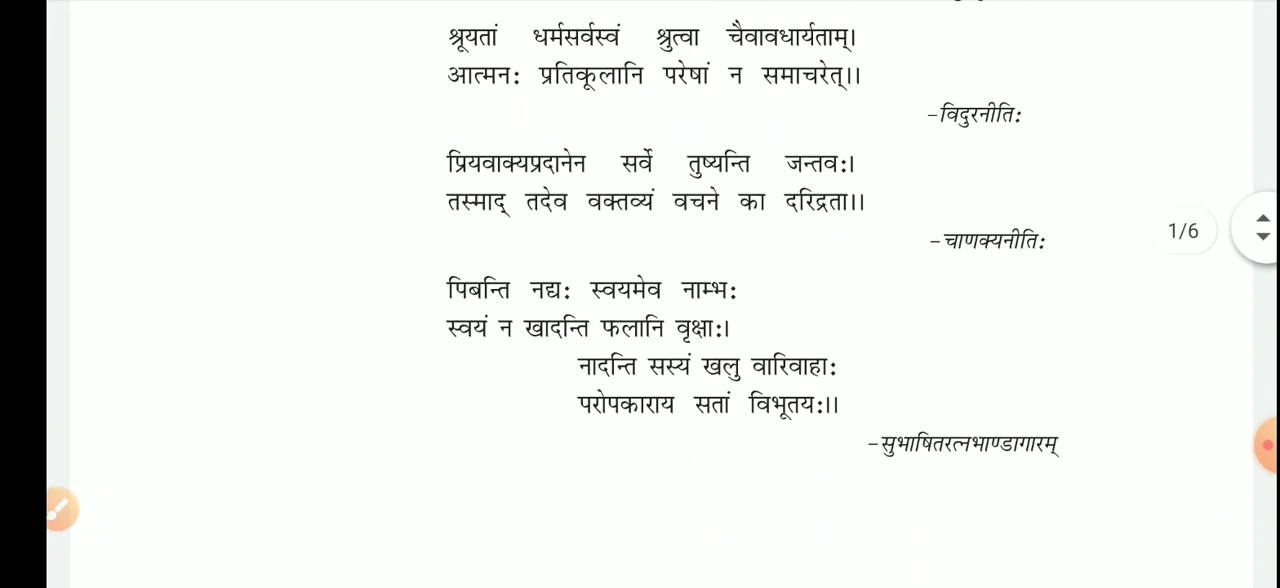 श्रूयतां धर्मसर्वस्वं श्रुत्वा चैवावधार्यताम्।
आत्मनः प्रतिकूलानि परेषां न समाचरेत्।।
-विदुरनीतिः
प्रियवाक्यप्रदानेन सर्वे तुष्यन्ति जन्तवः।
तस्माद् तदेव वक्तव्यं वचने का दरिद्रता।।
-चाणक्यनीतिः
1/6
पिबन्ति नद्यः स्वयमेव नाम्भः
स्वयं न खादन्ति फलानि वृक्षाः।
नादन्ति सस्यं खलु वारिवाहाः
परोपकाराय सतां विभूतयः।।
-सुभाषितरत्नभाण्डागारम्